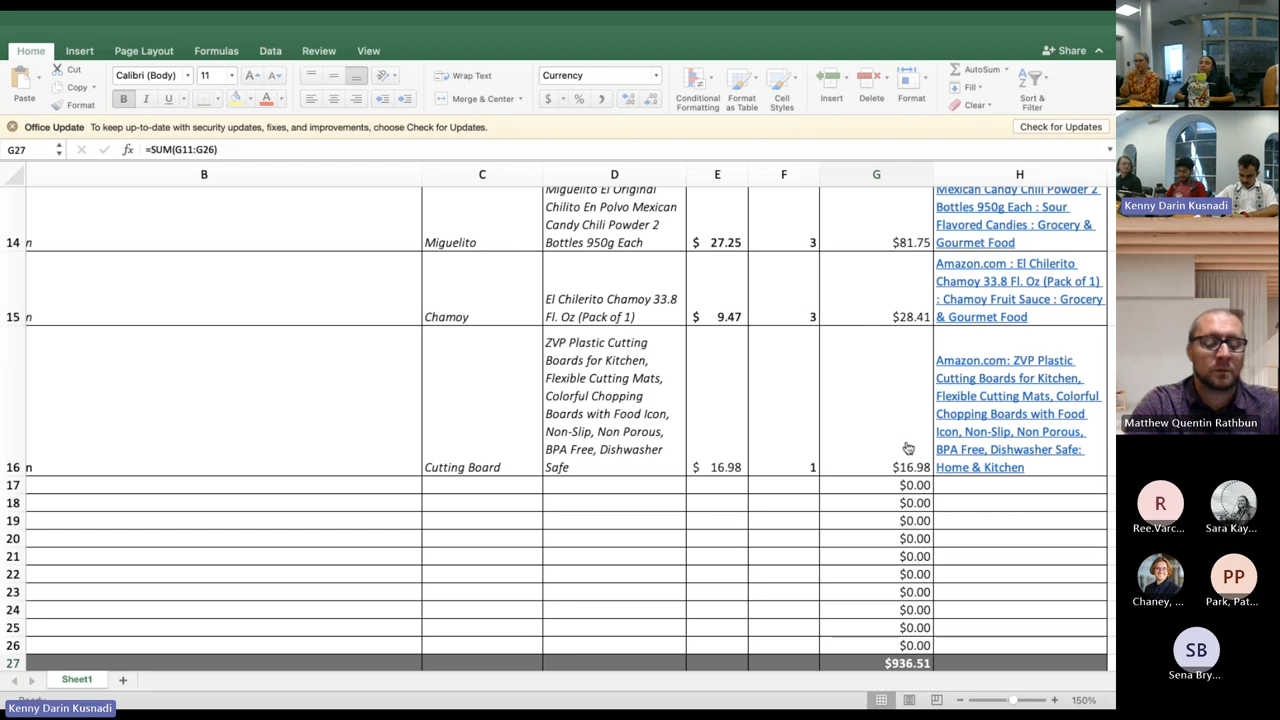 Home Insert Page Layout Formulas Data Review View Share
Paste
Cut
Copy
Format
Calibri (Body) 11
B I U
Wrap Text
Merge & Center
Currency
$ % )
Conditional Formatting
Format as Table
Cell Styles
Insert
Delete
Format
AutoSum
Fill
Clear
Sort & Filter
Office Update To keep up-to-date with security updates, fixes, and improvements, choose Check for Updates. Check for Updates
G27 fx =SUM(G11:G26)
B C D E F G H
Miguelito El Original
Chilito En Polvo Mexican
Candy Chili Powder 2
14 n Miguelito Bottles 950g Each $ 27.25 3 $81.75
Mexican Candy Chili Powder 2
Bottles 950g Each : Sour
Flavored Candies : Grocery &
Gourmet Food
El Chilerito Chamoy 33.8
15 n Chamoy Fl. Oz (Pack of 1) $ 9.47 3 $28.41
Amazon.com : El Chilerito
Chamoy 33.8 Fl. Oz (Pack of 1)
: Chamoy Fruit Sauce : Grocery
& Gourmet Food
ZVP Plastic Cutting
Boards for Kitchen,
Flexible Cutting Mats,
Colorful Chopping
Boards with Food Icon,
Non-Slip, Non Porous,
BPA Free, Dishwasher
16 n Cutting Board Safe $ 16.98 1 $16.98
Amazon.com: ZVP Plastic
Cutting Boards for Kitchen,
Flexible Cutting Mats, Colorful
Chopping Boards with Food
Icon, Non-Slip, Non Porous,
BPA Free, Dishwasher Safe:
Home & Kitchen
17 $0.00
18 $0.00
19 $0.00
20 $0.00
21 $0.00
22 $0.00
23 $0.00
24 $0.00
25 $0.00
26 $0.00
27 $936.51
Sheet1 +
150%
Kenny Darin Kusnadi
Kenny Darin Kusnadi
Matthew Quentin Rathbun
R
Ree.Varc...
Sara Kay...
Chaney, ...
PP
Park, Pat...
SB
Sena Bry...